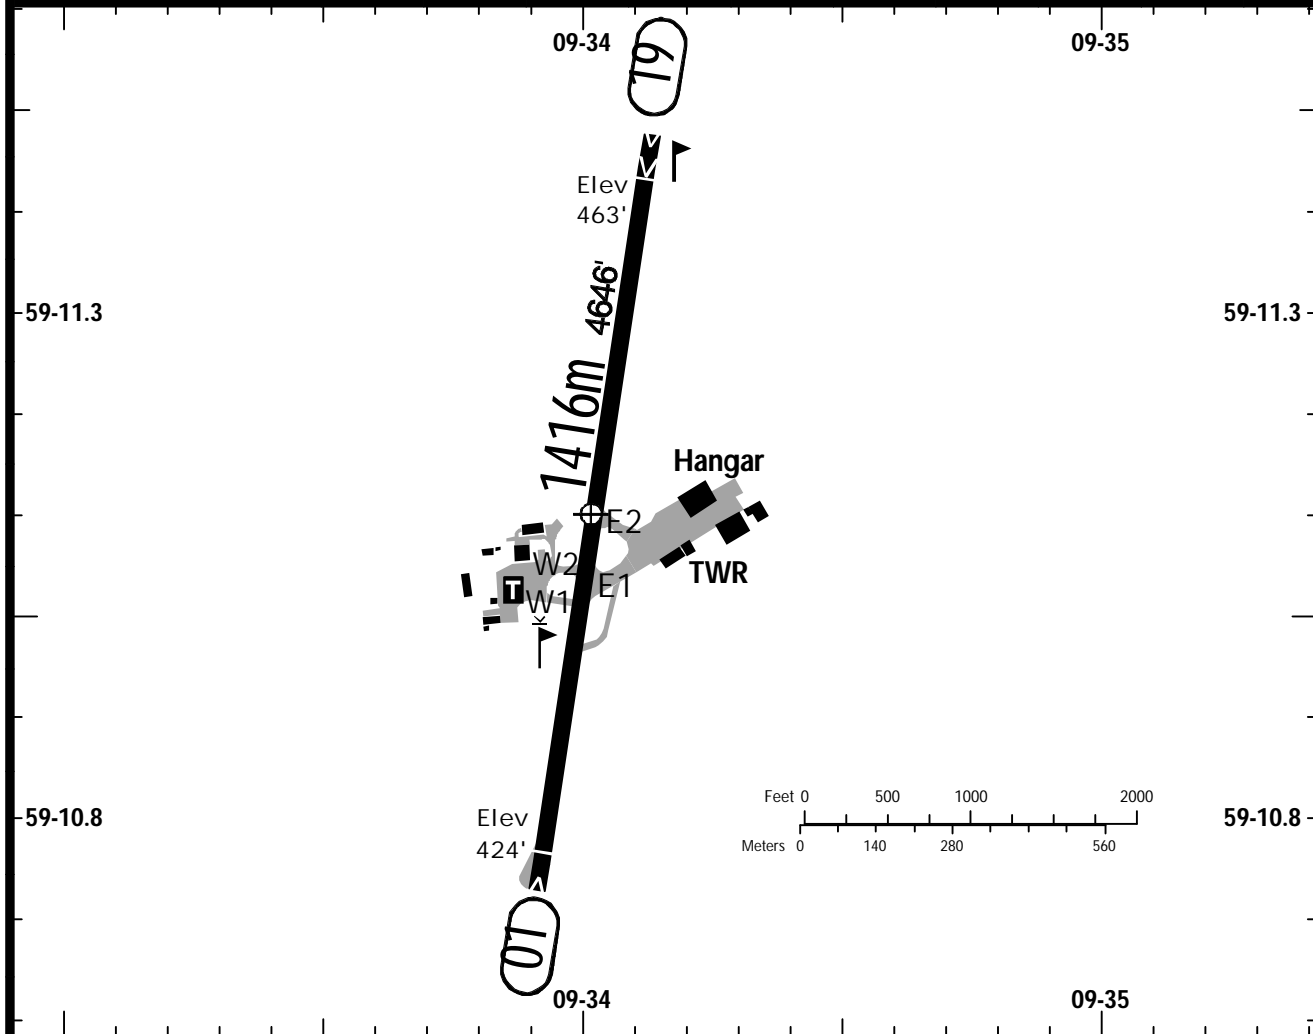 09-34 09-35
19
Elev
463'
59-11.3 59-11.3
4646'
1416m
Hangar
E2
W2
TWR
T
E1
W1
59-10.8 59-10.8
Elev
424'
Feet 0 500 1000 2000
Meters 0 140 280 560
01
09-34 09-35